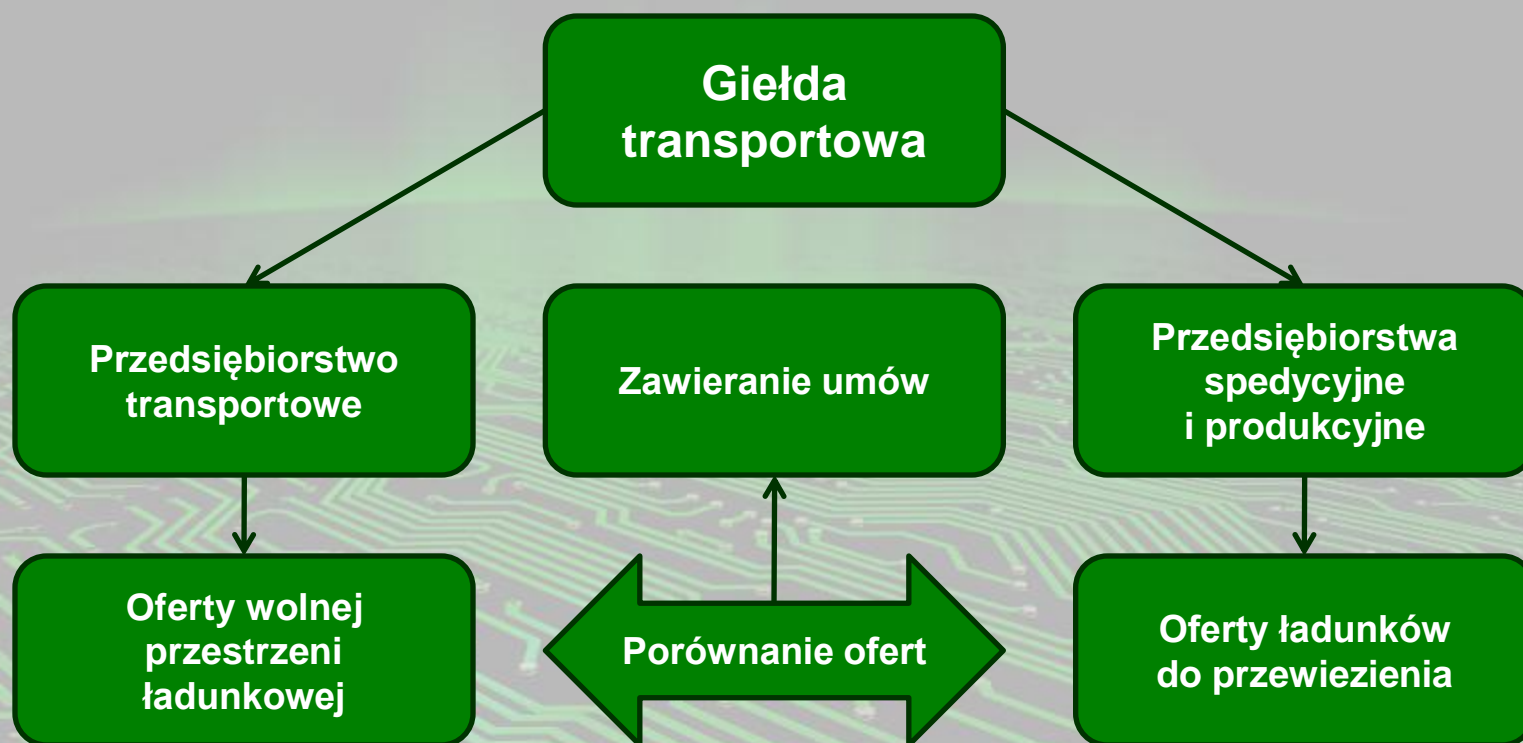 Giełda
transportowa
Przedsiębiorstwo
transportowe
Zawieranie umów
Przedsiębiorstwa
spedycyjne
i produkcyjne
Oferty wolnej
przestrzeni
ładunkowej
Porównanie ofert
Oferty ładunków
do przewiezienia